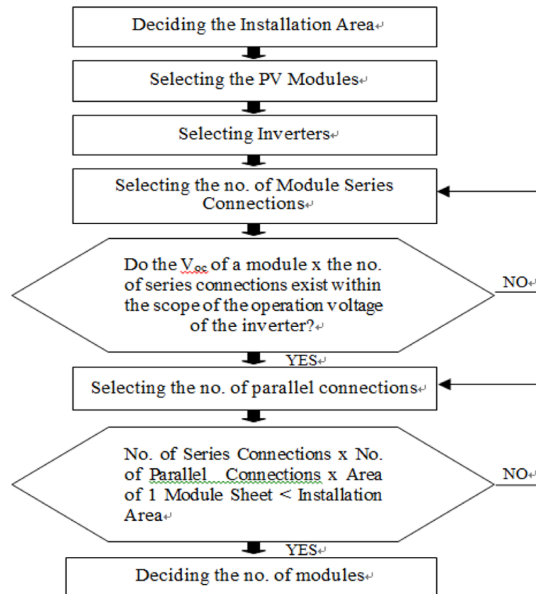 Deciding the Installation Area↵
Selecting the PV Modules↵
Selecting Inverters↵
Selecting the no. of Module Series
Connections↵
Do the Voc of a module x the no.
of series connections exist within
the scope of the operation voltage
of the inverter?↵
NO↵
YES↵
Selecting the no. of parallel connections↵
No. of Series Connections x No.
of Parallel Connections x Area
of 1 Module Sheet < Installation
Area↵
NO↵
YES↵
Deciding the no. of modules↵